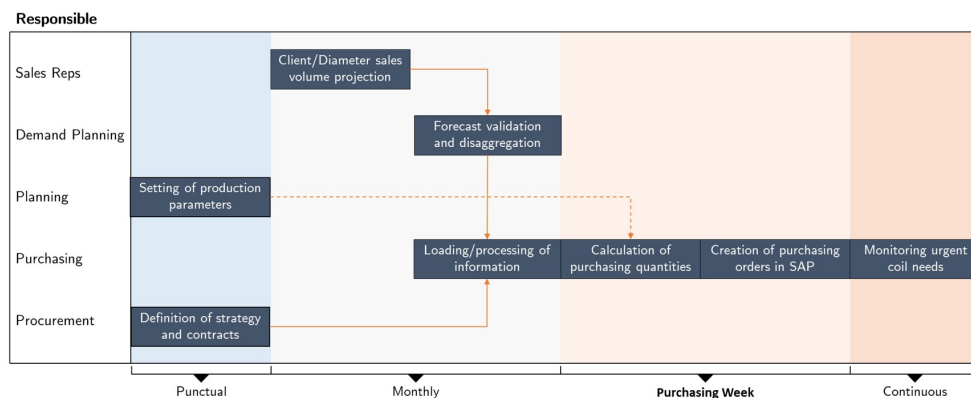 Responsible
Sales Reps
Client/Diameter sales
volume projection
Demand Planning
Forecast validation
and disaggregation
Planning
Setting of production
parameters
Purchasing
Loading/processing of
information
Calculation of
purchasing quantities
Creation of purchasing
orders in SAP
Monitoring urgent
coil needs
Procurement
Definition of strategy
and contracts
Punctual
Monthly
Purchasing Week
Continuous